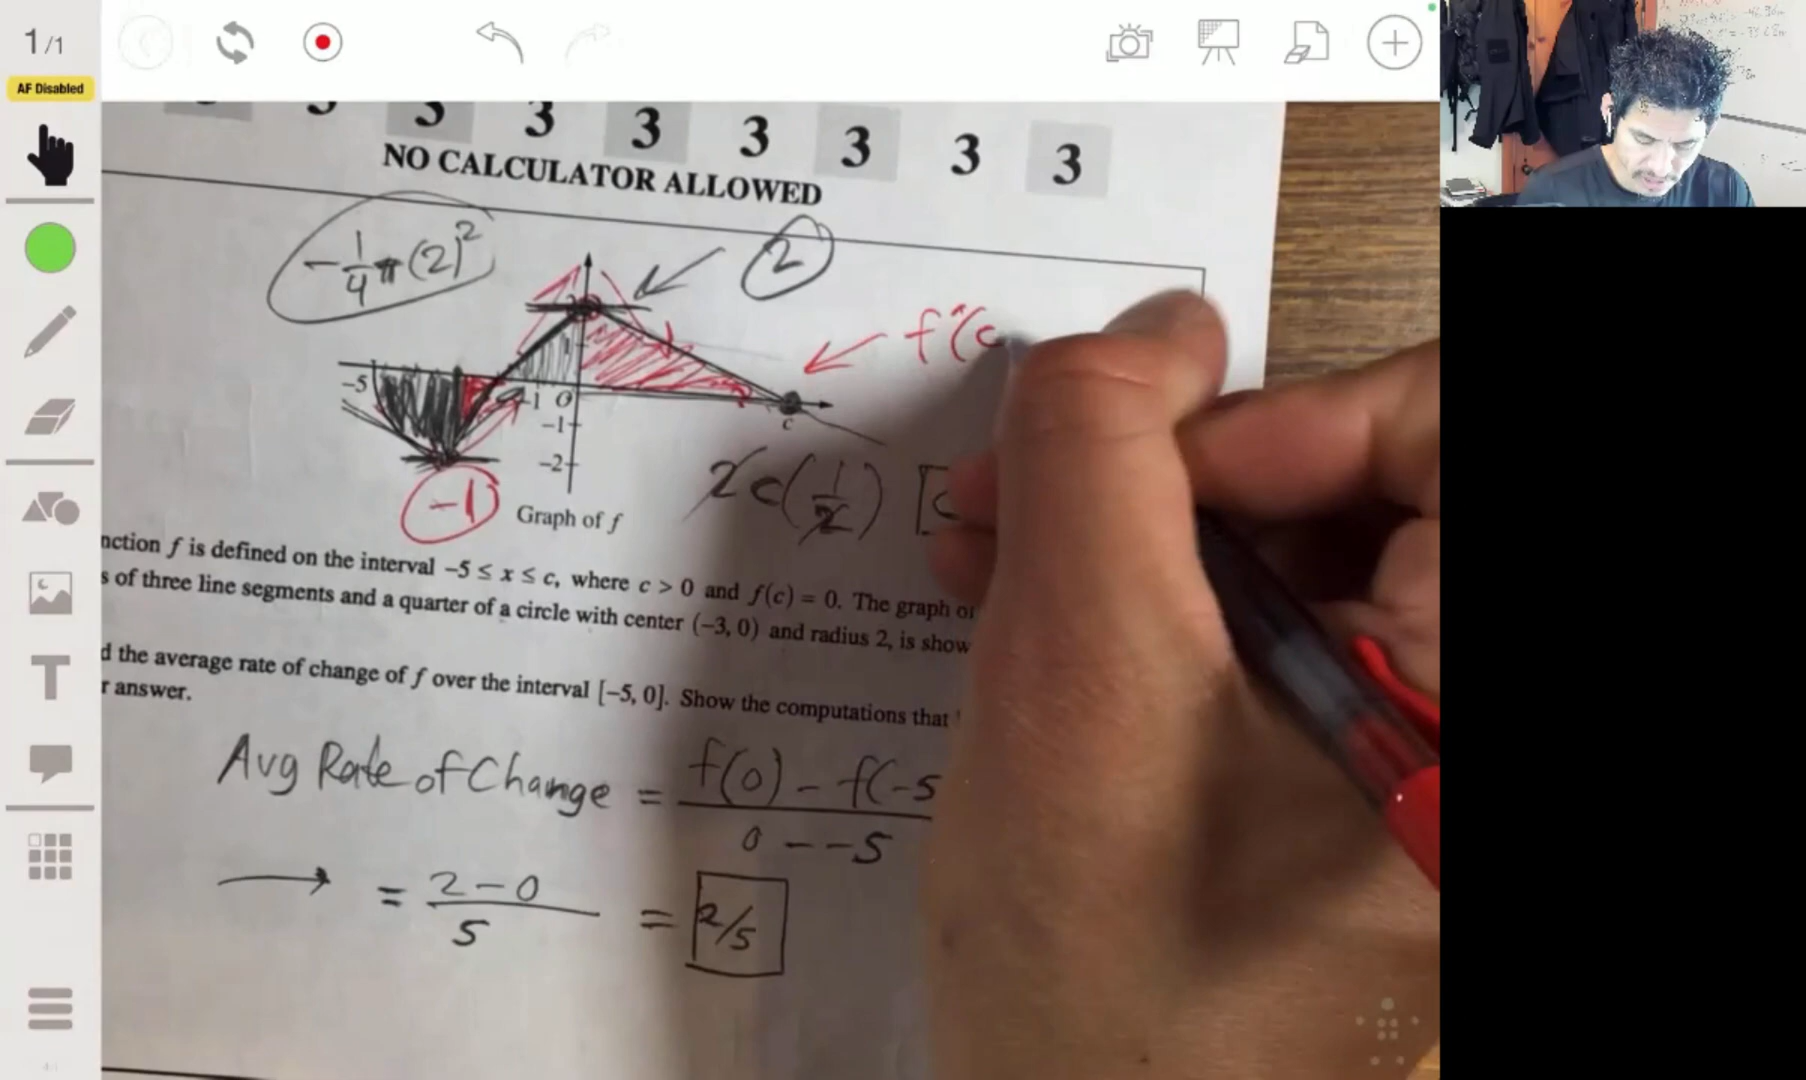 1/1
AF Disabled
3 3 3 3 3 3 3
NO CALCULATOR ALLOWED
-1/4 π(2)²
2
f'(c
-5
-1 O
-1
-2
c
-1
Graph of f
2c(1/2) [c
nction f is defined on the interval -5 ≤ x ≤ c, where c > 0 and f(c) = 0. The graph of
s of three line segments and a quarter of a circle with center (-3, 0) and radius 2, is show
d the average rate of change of f over the interval [-5, 0]. Show the computations that
r answer.
Avg Rate of Change = f(0) - f(-5
0 - -5
= 2-0 / 5 = 2/5